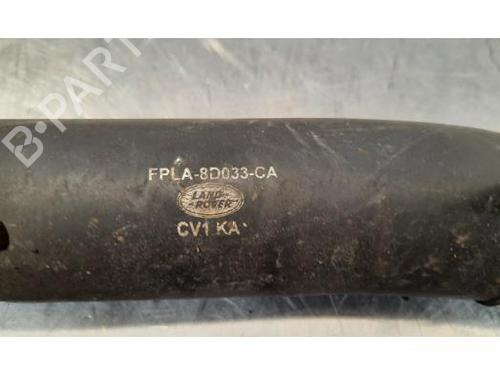 B-PARTS
FPLA-8D033-CA
LAND
ROVER
CV1 KA